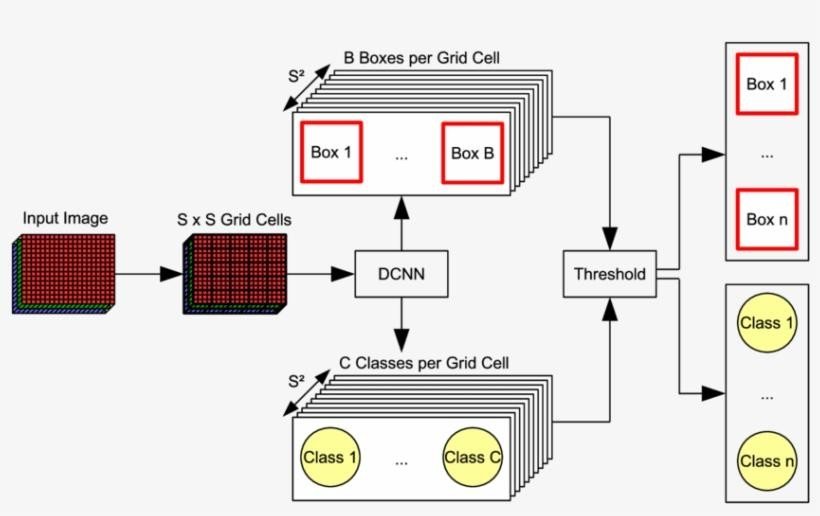 B Boxes per Grid Cell
S²
Box 1
...
Box B
Input Image
S x S Grid Cells
DCNN
Threshold
C Classes per Grid Cell
S²
Class 1
...
Class C
Box 1
...
Box n
Class 1
...
Class n